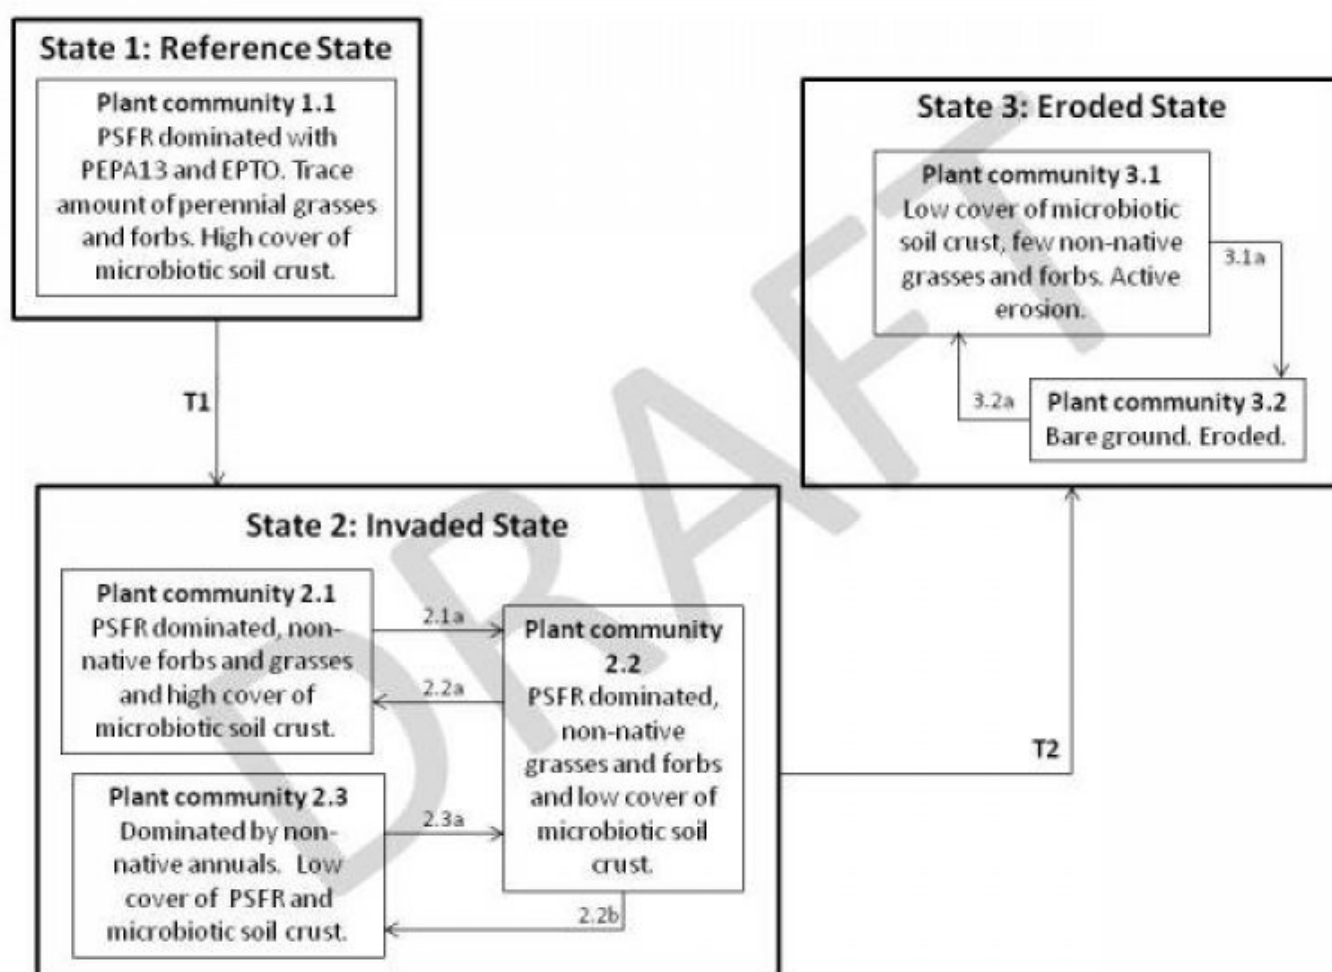 State 1: Reference State
Plant community 1.1
PSFR dominated with
PEPA13 and EPTO. Trace
amount of perennial grasses
and forbs. High cover of
microbiotic soil crust.
T1
State 3: Eroded State
Plant community 3.1
Low cover of microbiotic
soil crust, few non-native
grasses and forbs. Active
erosion.
3.1a
3.2a
Plant community 3.2
Bare ground. Eroded.
State 2: Invaded State
Plant community 2.1
PSFR dominated, non-
native forbs and grasses
and high cover of
microbiotic soil crust.
2.1a
2.2a
Plant community
2.2
PSFR dominated,
non-native
grasses and forbs
and low cover of
microbiotic soil
crust.
Plant community 2.3
Dominated by non-
native annuals. Low
cover of PSFR and
microbiotic soil crust.
2.3a
2.2b
T2
DRAFT